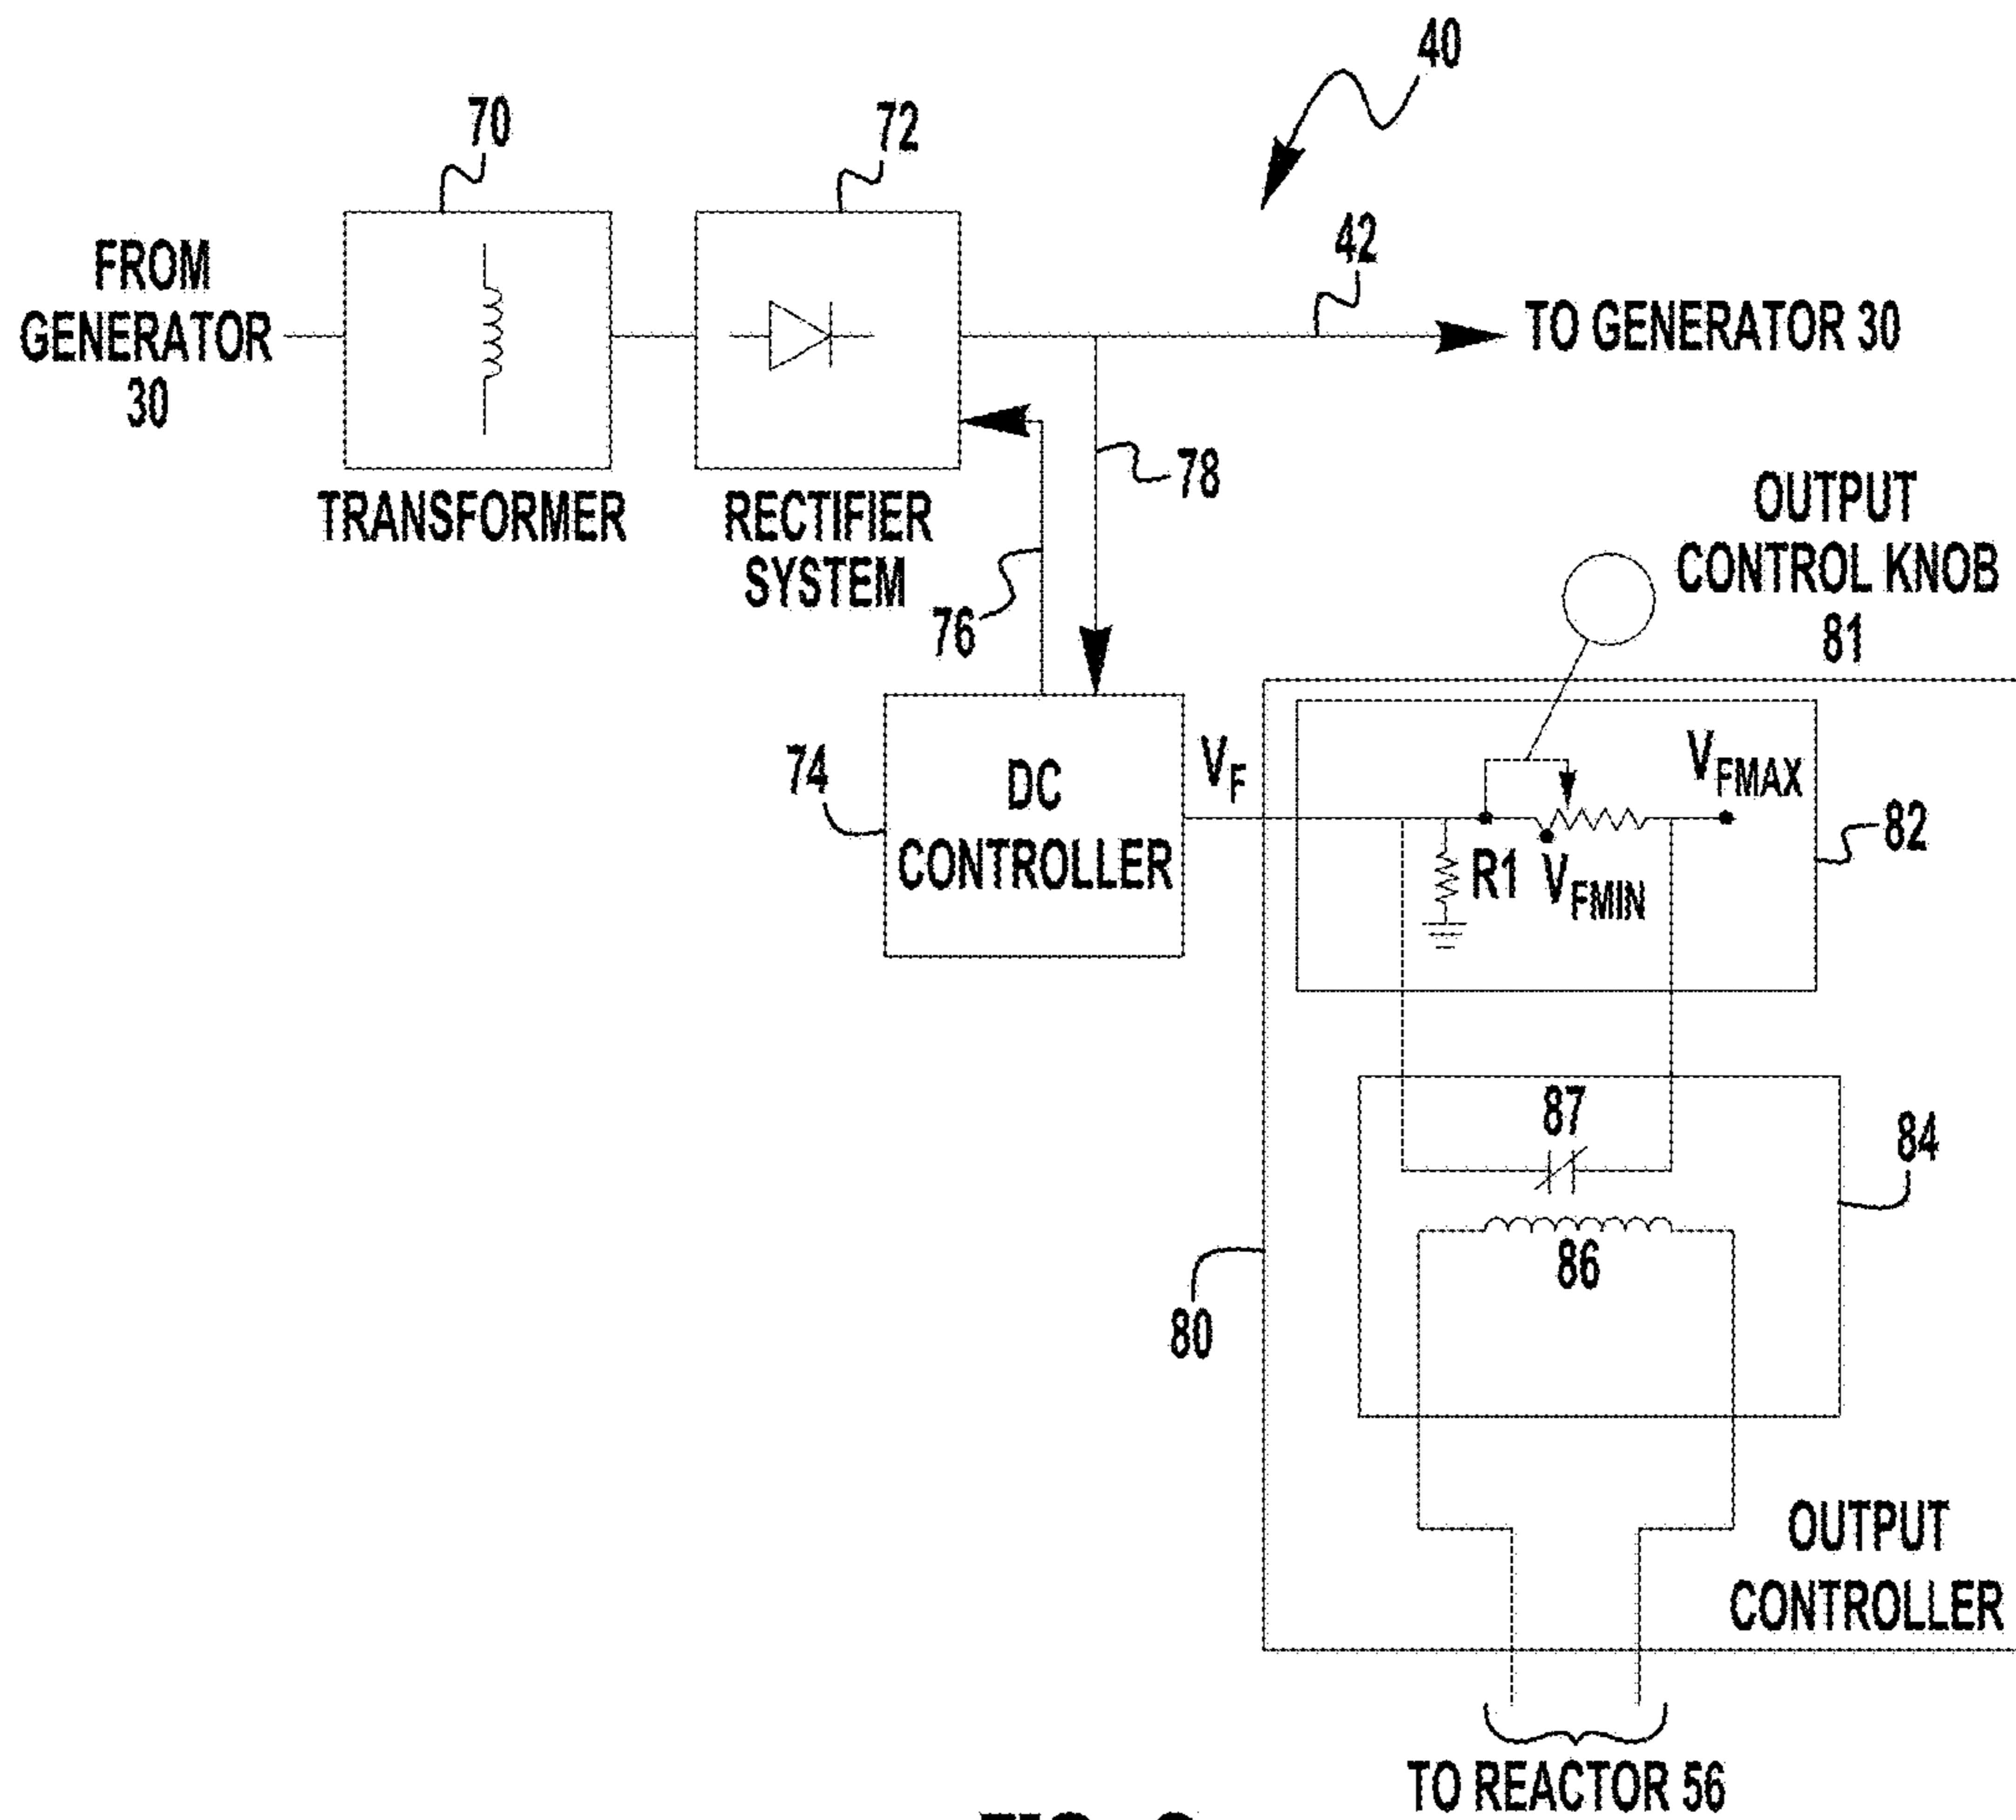 40
70
72
42
FROM
GENERATOR
30
TO GENERATOR 30
TRANSFORMER
RECTIFIER
SYSTEM
76
78
OUTPUT
CONTROL KNOB
81
74
DC
CONTROLLER
VF
VFMAX
R1
VFMIN
82
87
84
86
80
OUTPUT
CONTROLLER
TO REACTOR 56